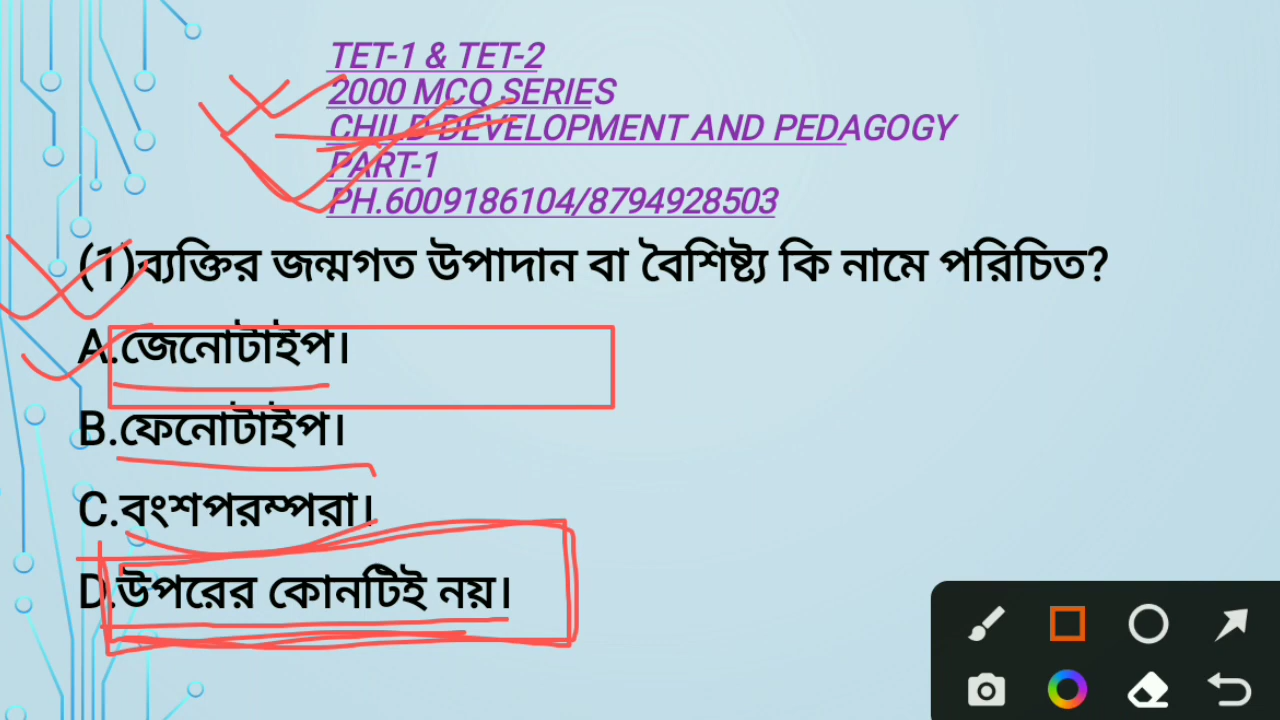 TET-1 & TET-2
2000 MCQ SERIES
CHILD DEVELOPMENT AND PEDAGOGY
PART-1
PH.6009186104/8794928503
(1)ব্যক্তির জন্মগত উপাদান বা বৈশিষ্ট্য কি নামে পরিচিত?
A.জেনোটাইপ।
B.ফেনোটাইপ।
C.বংশপরম্পরা।
D.উপরের কোনটিই নয়।